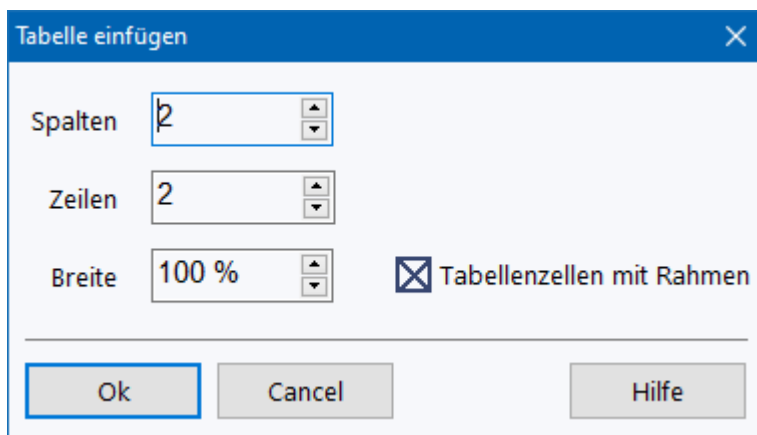 Tabelle einfügen
Spalten 2
Zeilen 2
Breite 100 % Tabellenzellen mit Rahmen
Ok Cancel Hilfe